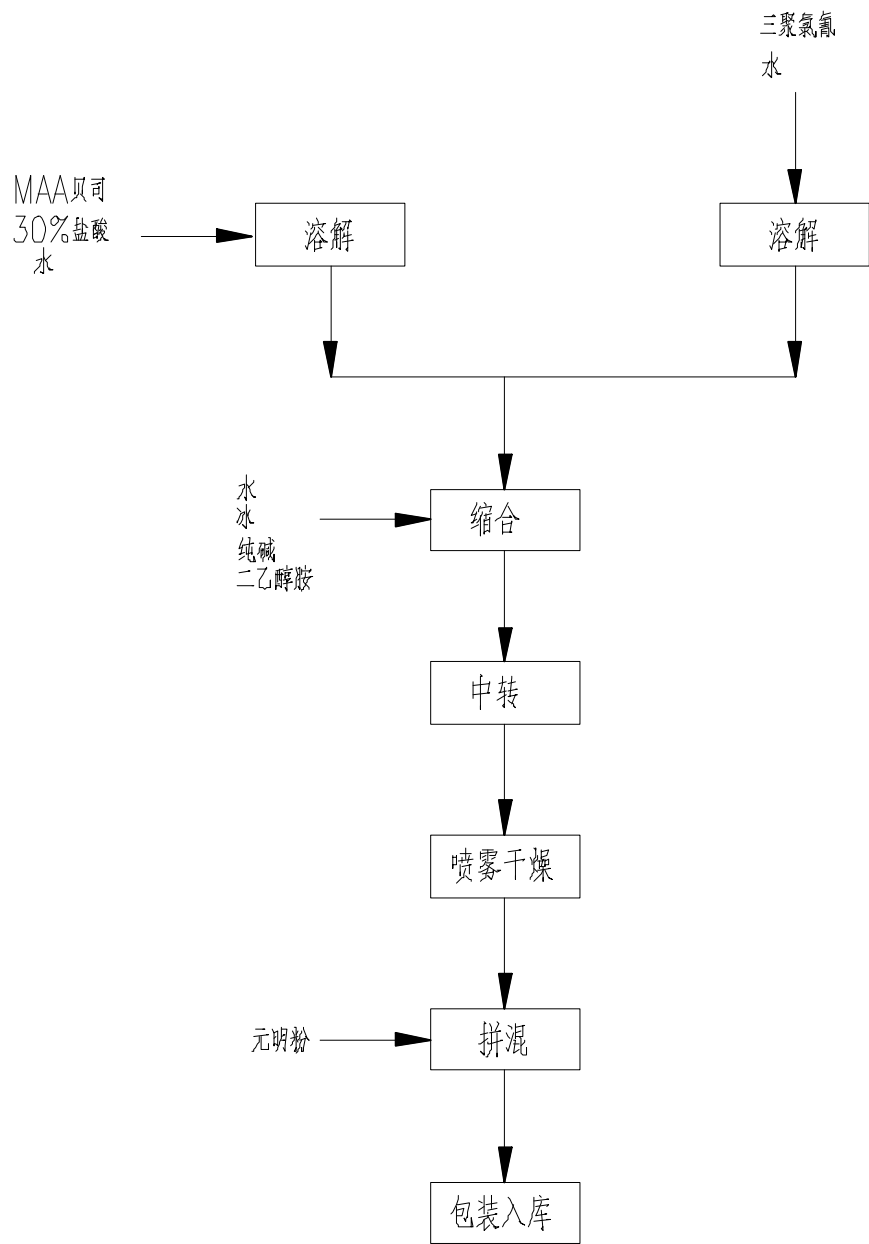 三聚氯氰
水
MAA贝司
30%盐酸
水
溶解
溶解
水
冰
纯碱
二乙醇胺
缩合
中转
喷雾干燥
元明粉
拼混
包装入库